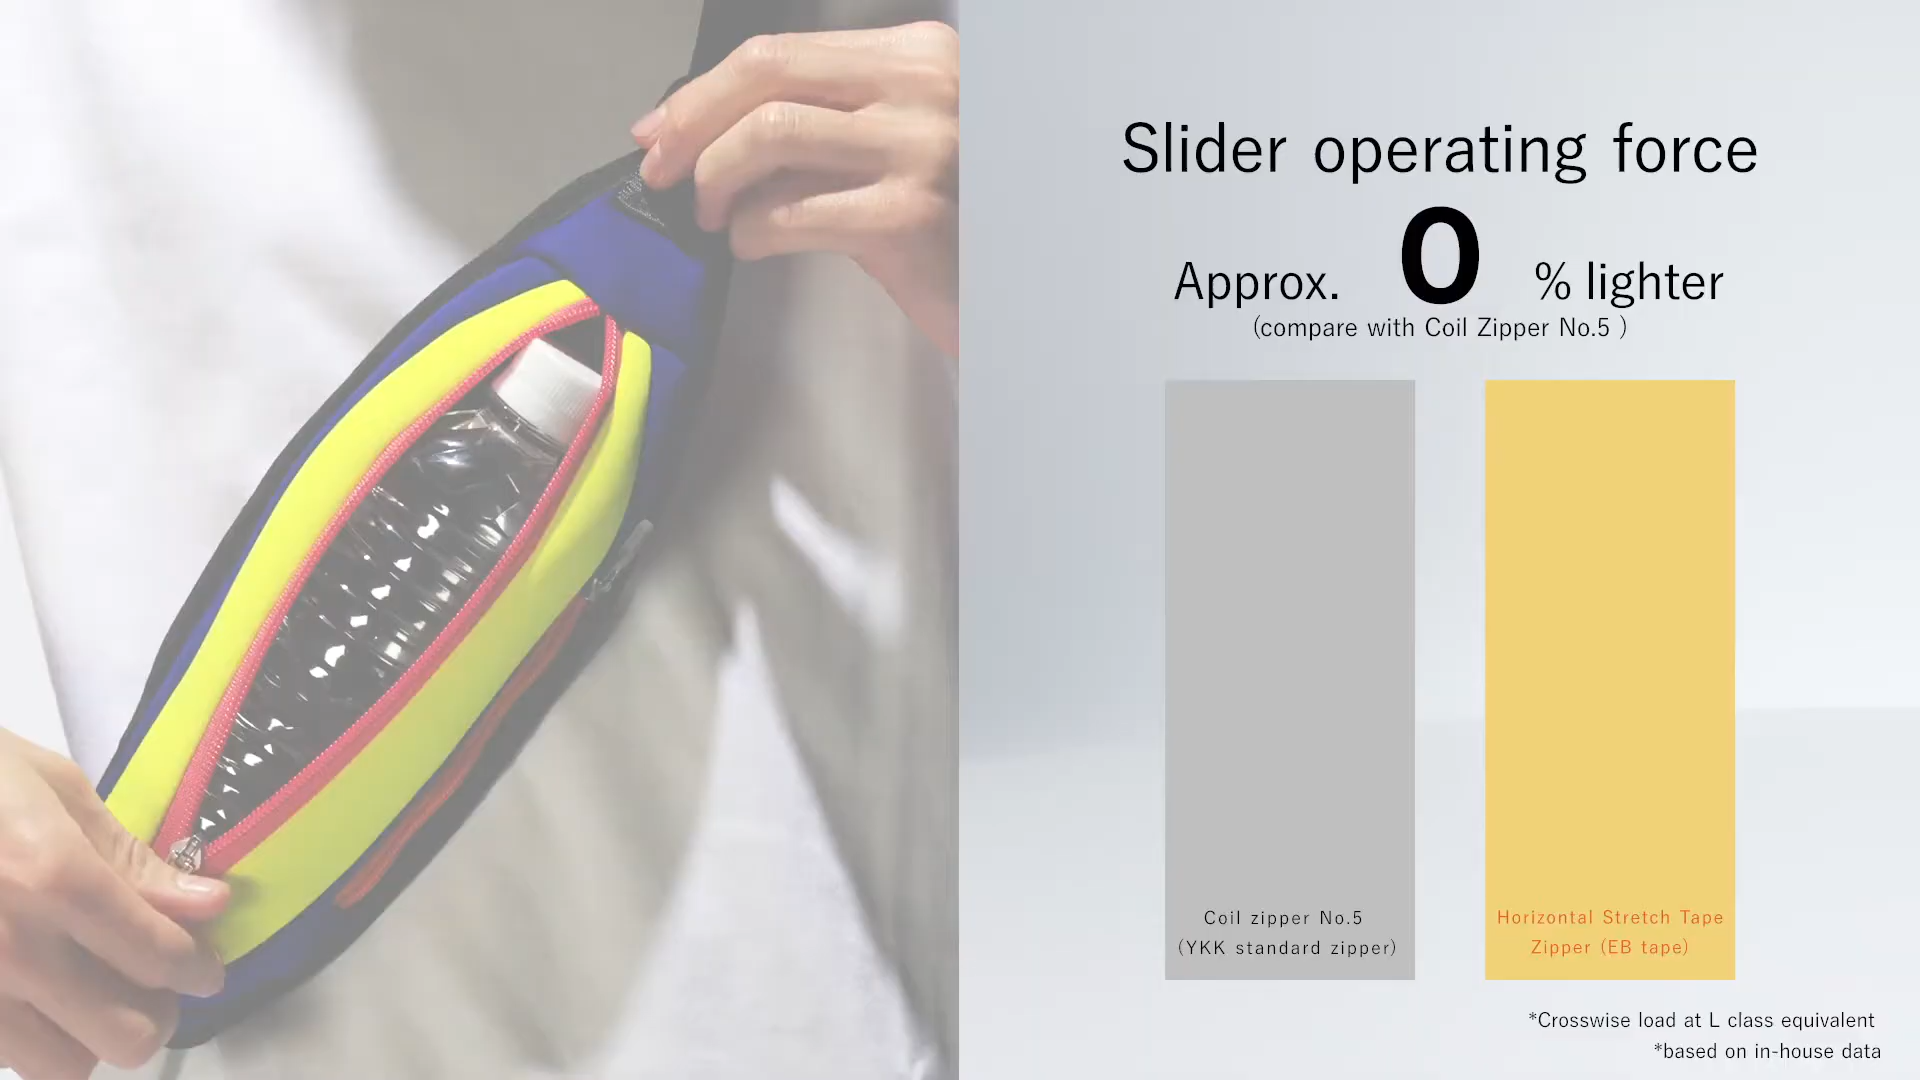 Slider operating force
Approx. 0 % lighter
(compare with Coil Zipper No.5 )
Coil zipper No.5
(YKK standard zipper)
Horizontal Stretch Tape
Zipper (EB tape)
*Crosswise load at L class equivalent
*based on in-house data